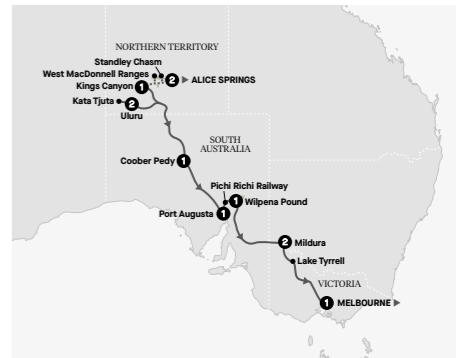 NORTHERN TERRITORY
Standley Chasm
West MacDonnell Ranges
2 ▶ ALICE SPRINGS
Kings Canyon 1
Kata Tjuta
2
Uluru
SOUTH
AUSTRALIA
Coober Pedy 1
Pichi Richi Railway
1 Wilpena Pound
Port Augusta 1
2 Mildura
Lake Tyrrell
VICTORIA
1 MELBOURNE ▶